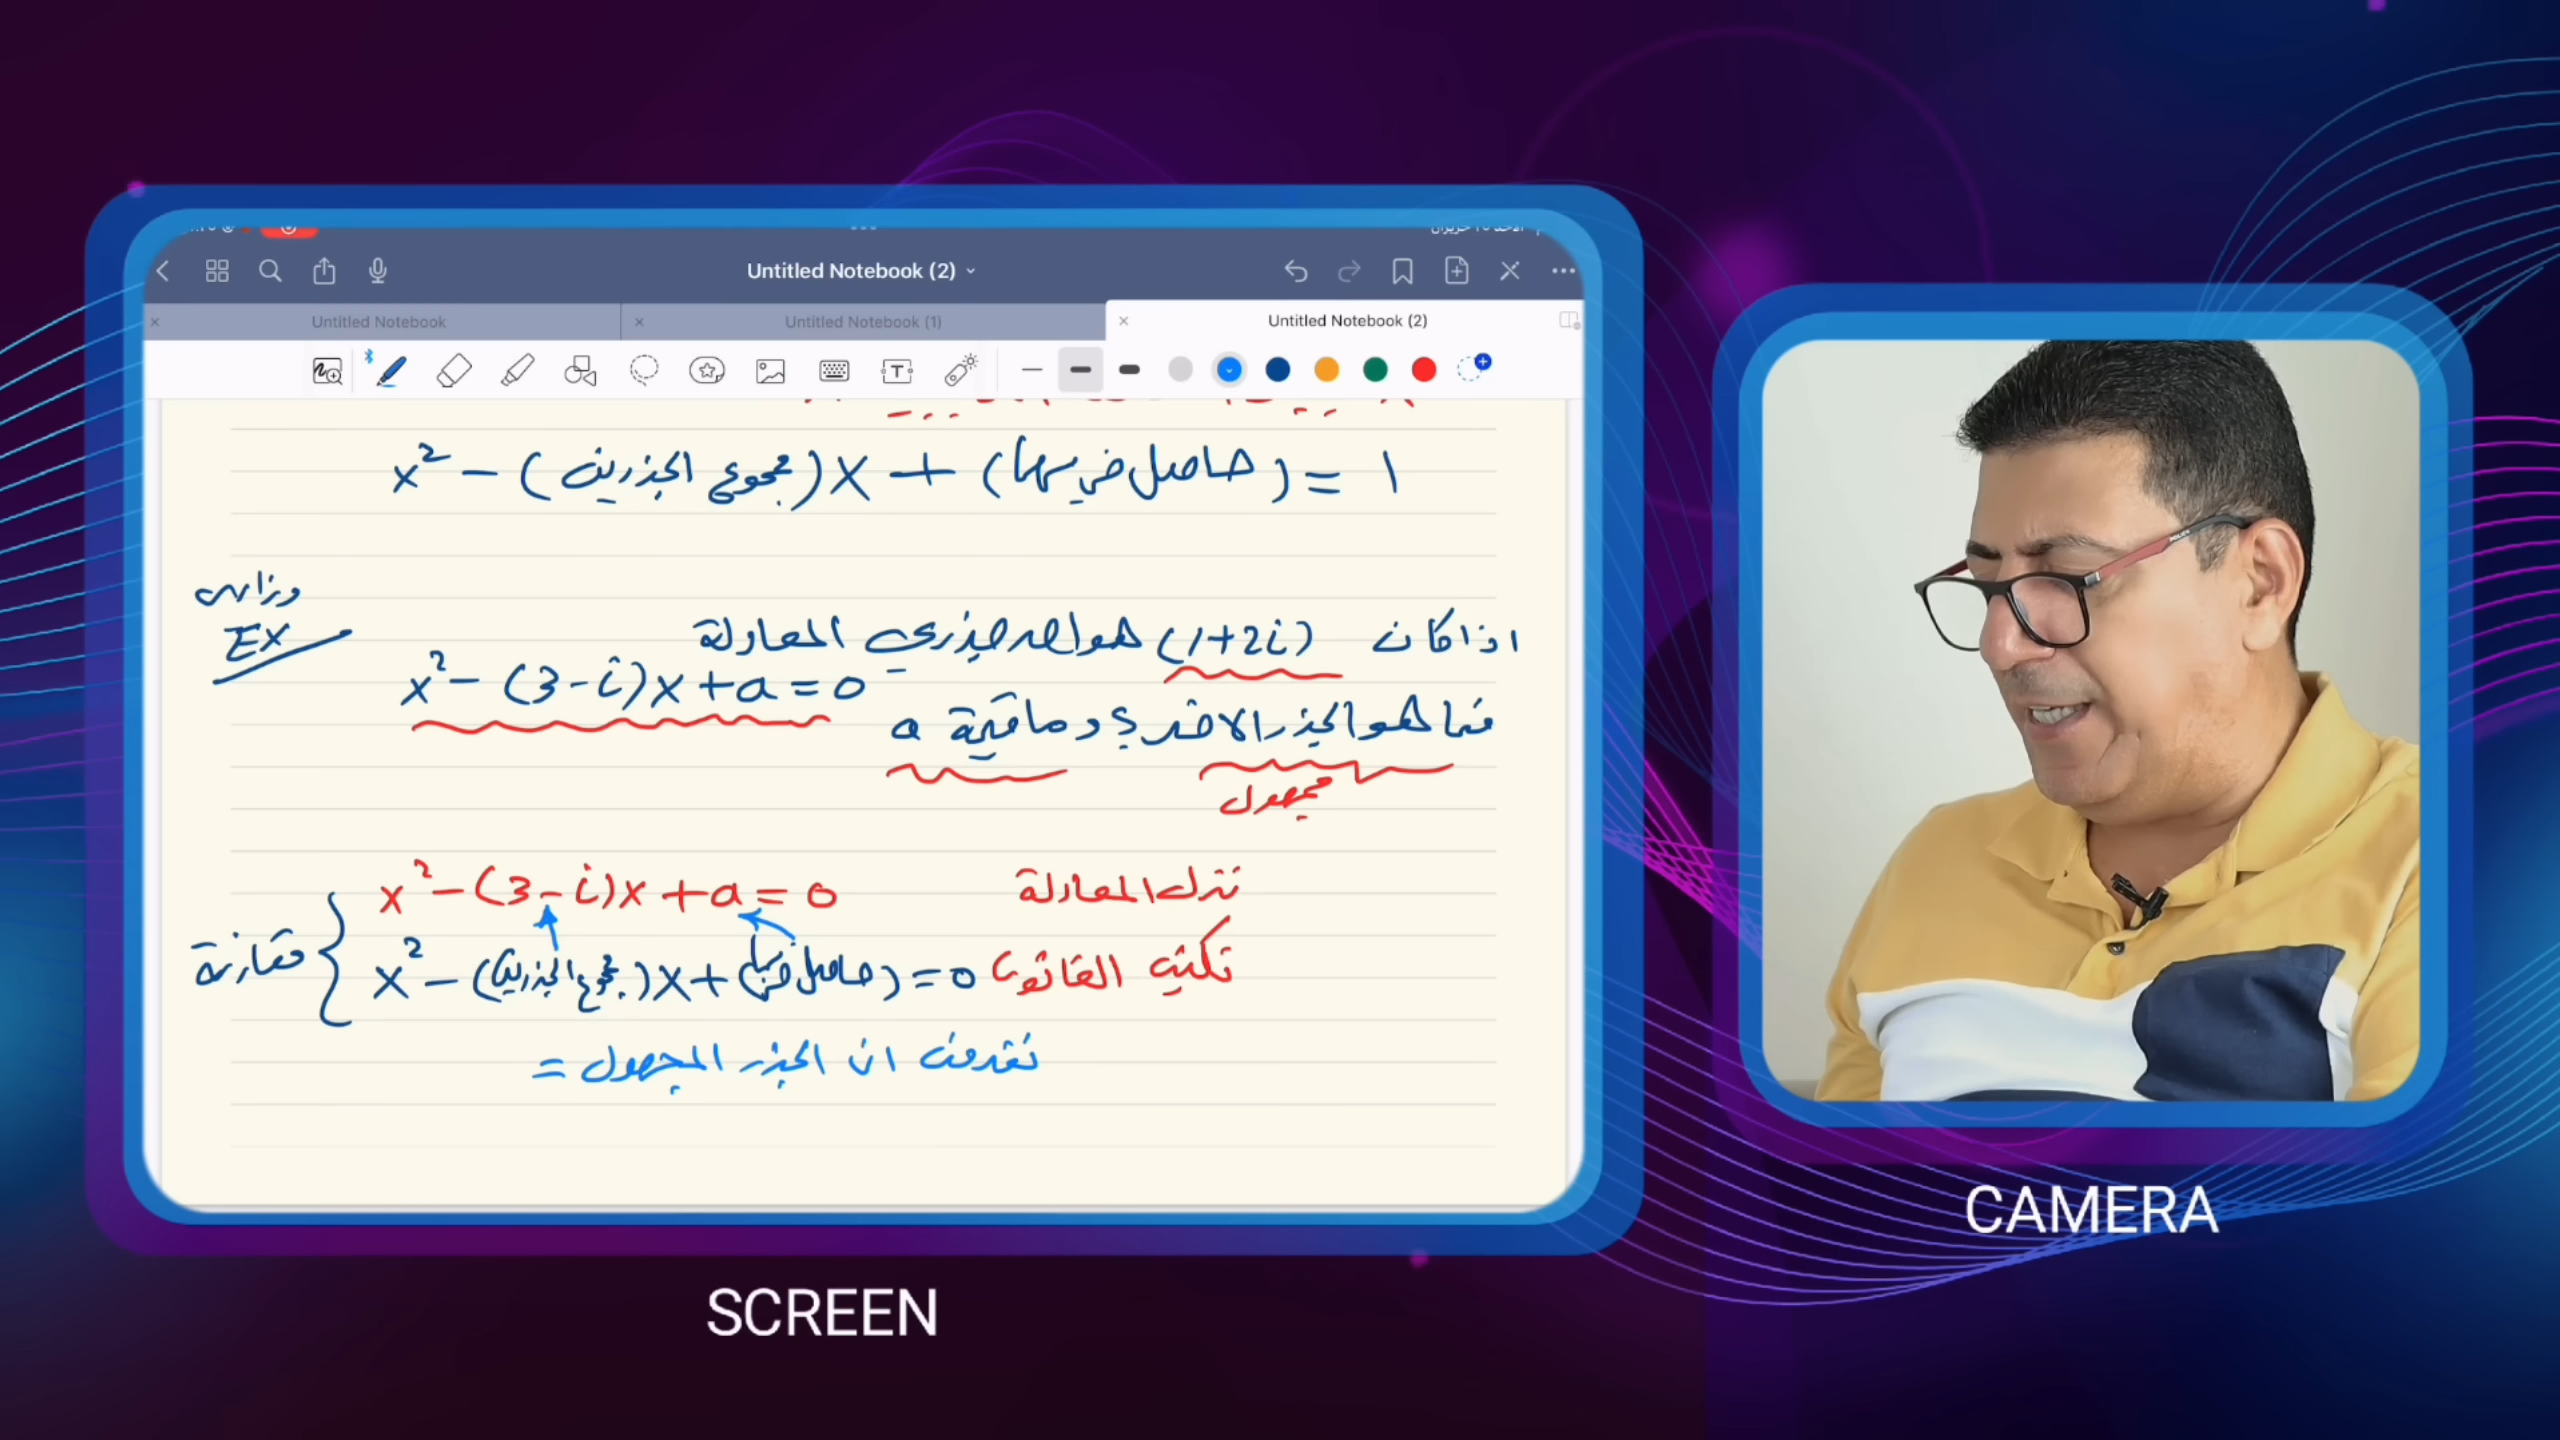 Untitled Notebook (2)
Untitled Notebook
Untitled Notebook (1)
Untitled Notebook (2)
x² - (مجموع الجذرين)x + (حاصل ضربهما) = 1
وزاري
EX
اذا كان (1+2i) هو احد جذري المعادلة
x² - (3-i)x + a = 0
فما هو الجذر الاخر؟ وما قيمة a
مجهول
x² - (3-i)x + a = 0 ننزل المعادلة
مقارنة
x² - (مجموع الجذرين)x + (حاصل ضربهما) = 0 نكتب القانون
نفرض ان الجذر المجهول =
SCREEN
CAMERA